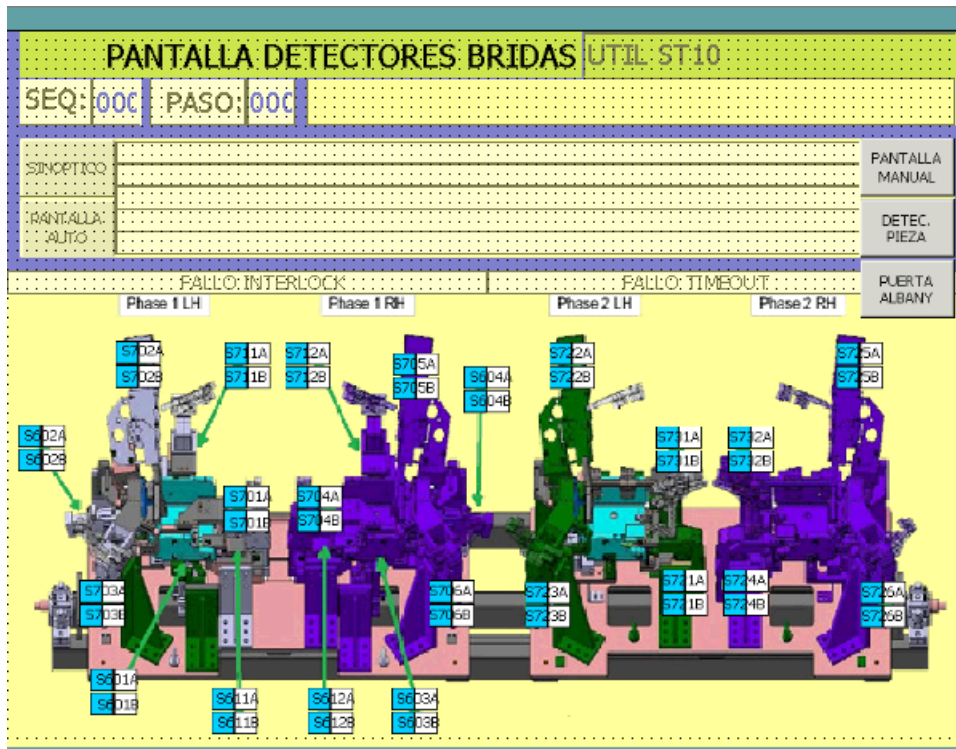 PANTALLA DETECTORES BRIDAS UTIL ST10
SEQ: 000 PASO: 000
SINOPTICO
PANTALLA
AUTO
PANTALLA
MANUAL
DETEC.
PIEZA
PUERTA
ALBANY
FALLO INTERLOCK FALLO TIMEOUT
Phase 1 LH Phase 1 RH Phase 2 LH Phase 2 RH
S702A S711A S712A S705A S722A S725A
S702B S711B S712B S705B S722B S725B
S604A
S604B
S602A S731A S732A
S602B S731B S732B
S701A S704A
S701B S704B
S703A S706A S723A S721A S724A S726A
S703B S706B S723B S721B S724B S726B
S601A S611A S612A S603A
S601B S611B S612B S603B